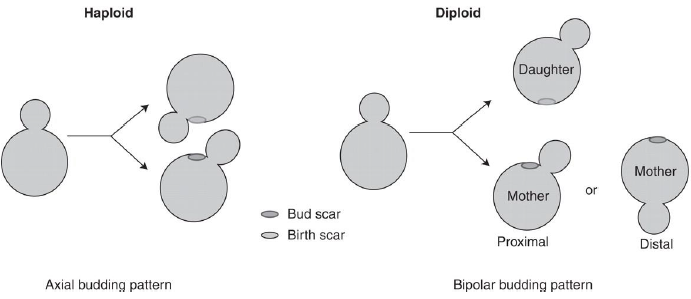 Haploid
Diploid
Daughter
Mother
or
Mother
Bud scar
Birth scar
Proximal
Distal
Axial budding pattern
Bipolar budding pattern